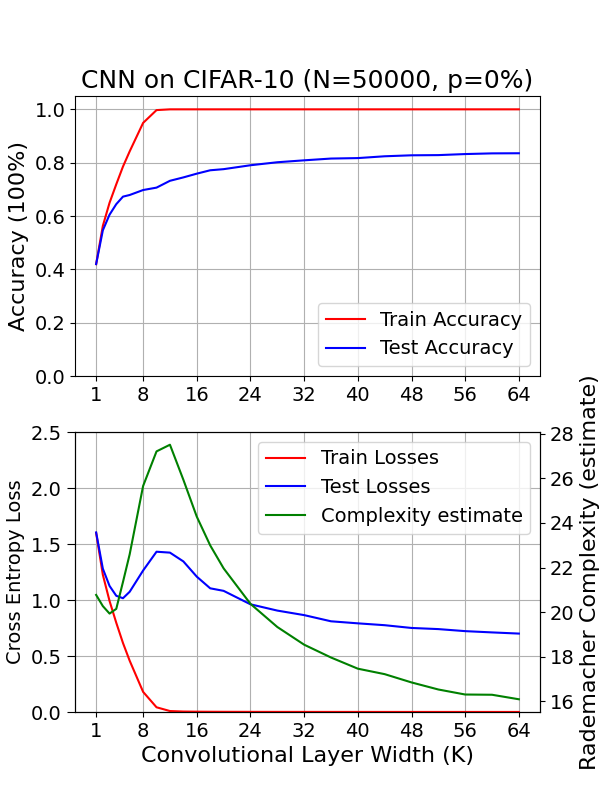 CNN on CIFAR-10 (N=50000, p=0%)
Accuracy (100%)
1.0
0.8
0.6
0.4
0.2
0.0
Train Accuracy
Test Accuracy
1 8 16 24 32 40 48 56 64
Cross Entropy Loss
2.5
2.0
1.5
1.0
0.5
0.0
Train Losses
Test Losses
Complexity estimate
28
26
24
22
20
18
16
Rademacher Complexity (estimate)
1 8 16 24 32 40 48 56 64
Convolutional Layer Width (K)